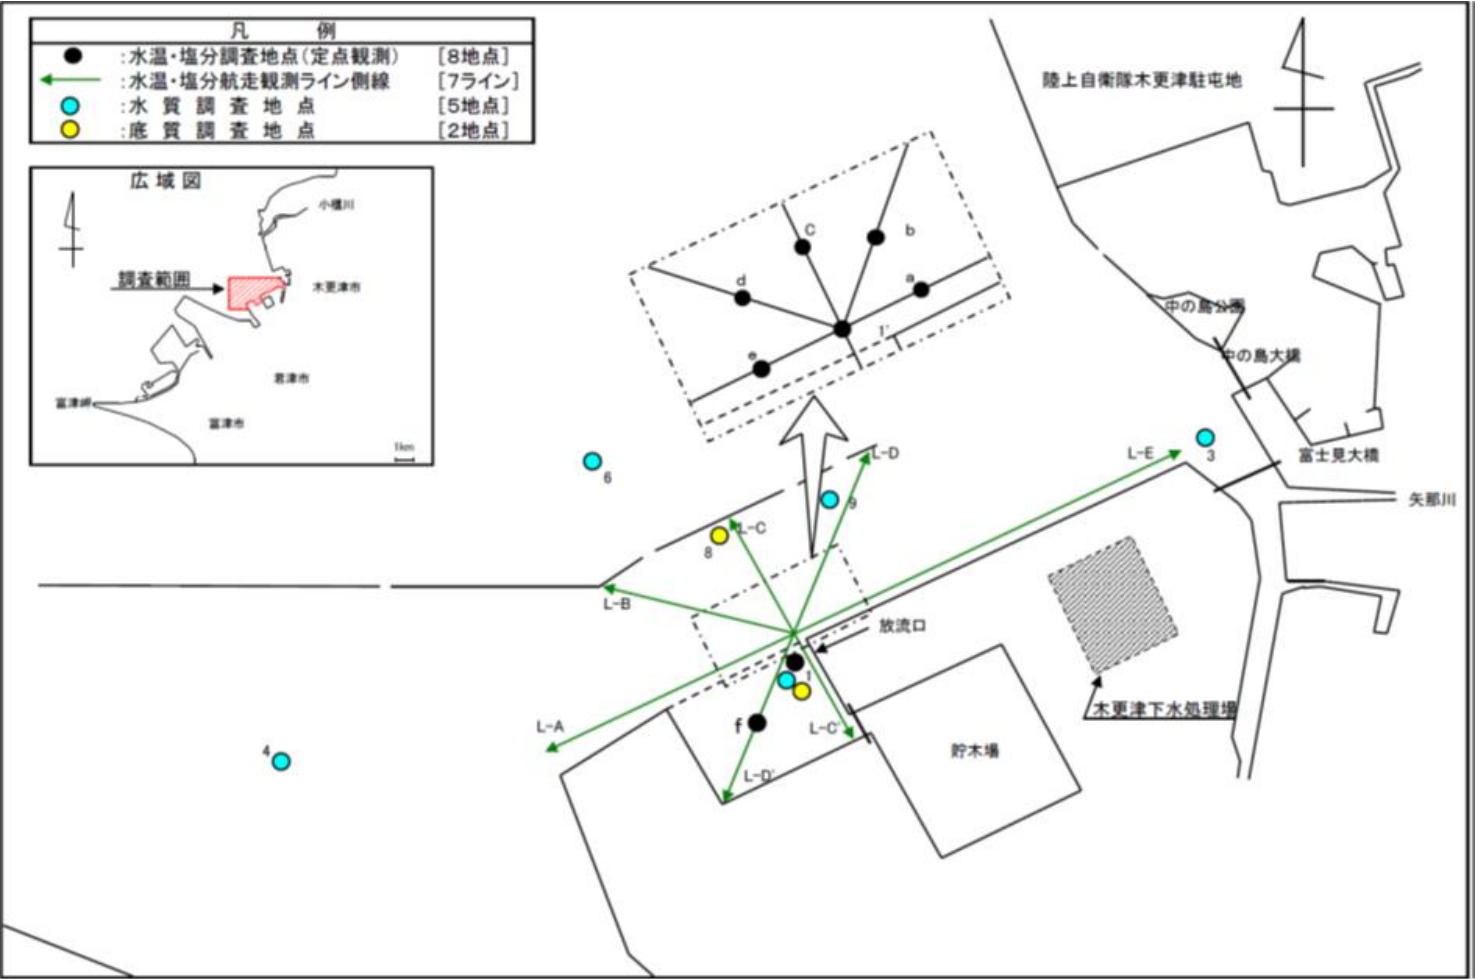 凡 例
:水温・塩分調査地点(定点観測) [8地点]
:水温・塩分航走観測ライン側線 [7ライン]
:水質調査地点 [5地点]
:底質調査地点 [2地点]
広域図
小櫃川
調査範囲
木更津市
君津市
富津岬
富津市
1km
陸上自衛隊木更津駐屯地
中の島公園
中の島大橋
富士見大橋
矢那川
C
b
d
a
1'
e
L-D
L-E
3
6
9
L-C
8
L-B
放流口
1
L-A
f
L-C'
木更津下水処理場
貯木場
4
L-D'